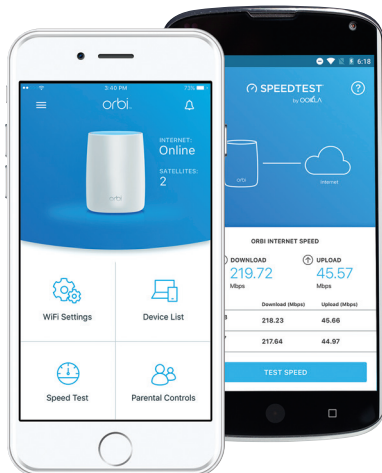 3:40 PM
73%
orbi
INTERNET:
Online
SATELLITES:
2
WiFi Settings
Device List
Speed Test
Parental Controls
6:18
SPEEDTEST
by OOKLA
?
orbi
Internet
ORBI INTERNET SPEED
DOWNLOAD
UPLOAD
219.72
45.57
Mbps
Mbps
Download (Mbps)
Upload (Mbps)
218.23
45.66
217.64
44.97
TEST SPEED